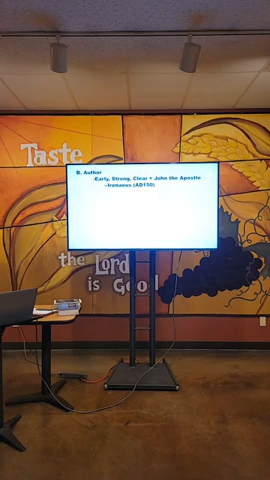 Taste
B. Author
-Early, Strong, Clear = John the Apostle
--Irenaeus (AD150)
the Lord
is Good